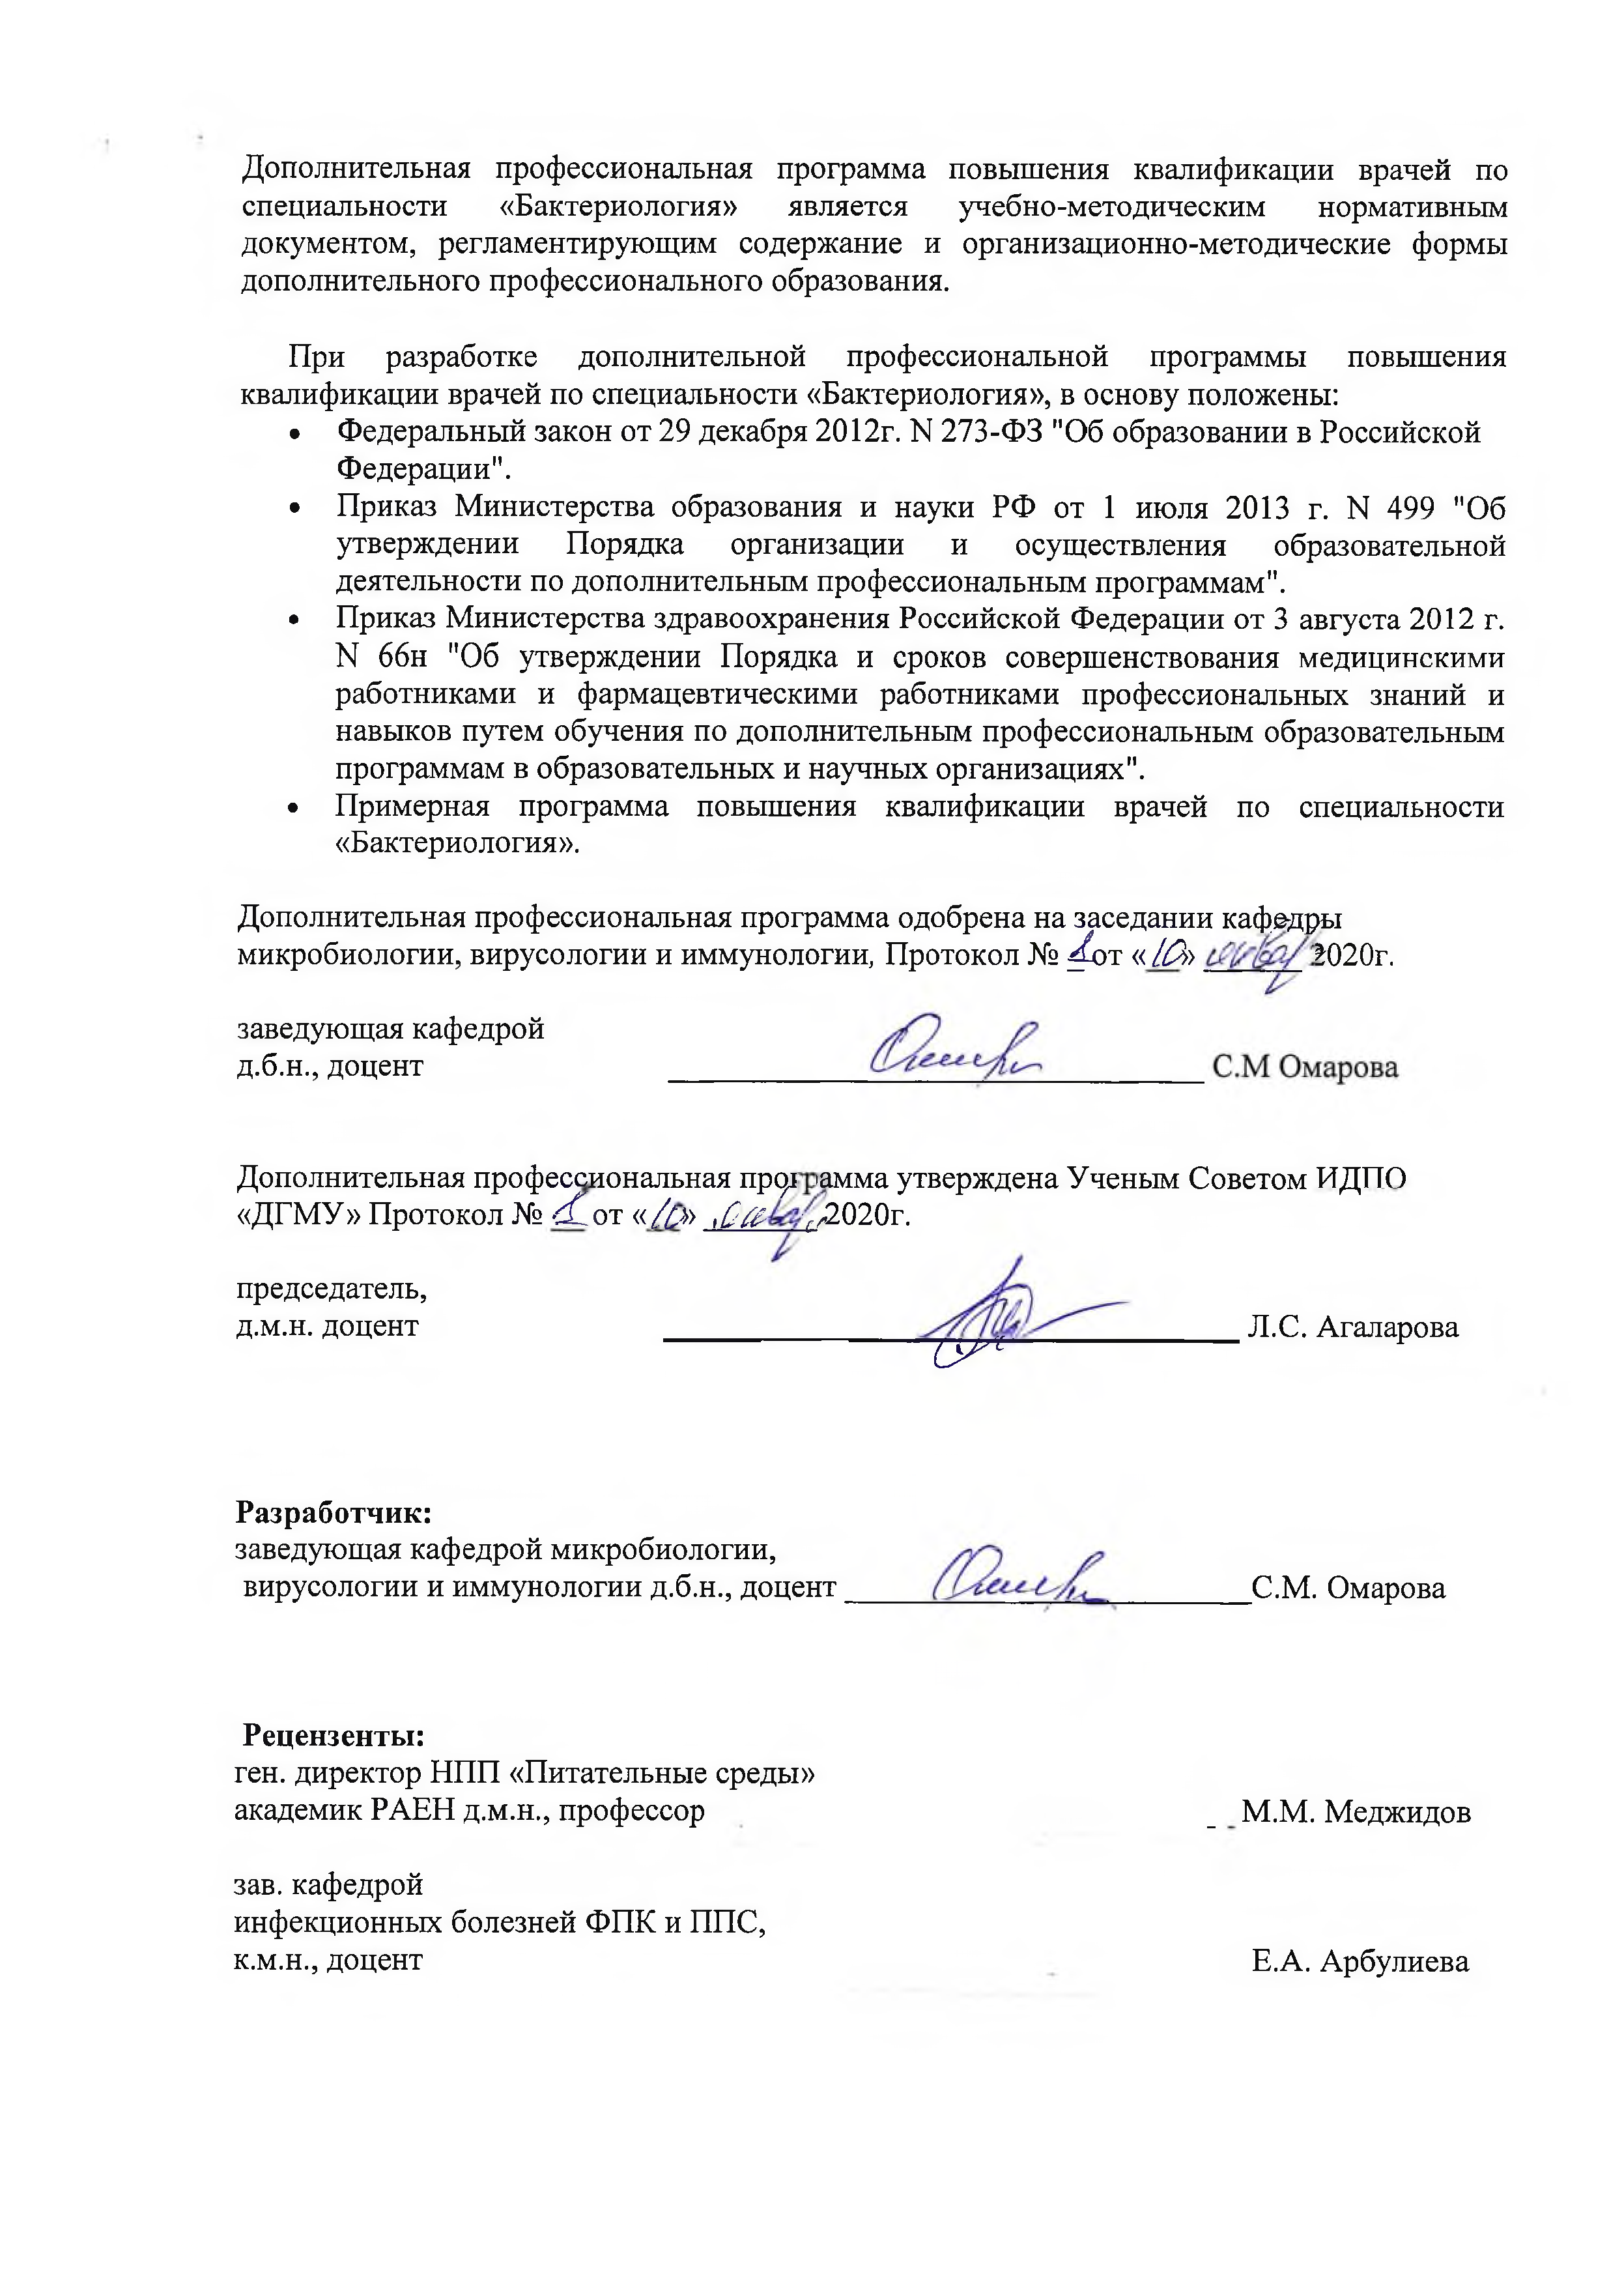 Дополнительная профессиональная программа повышения квалификации врачей по
специальности «Бактериология» является учебно-методическим нормативным
документом, регламентирующим содержание и организационно-методические формы
дополнительного профессионального образования.
При разработке дополнительной профессиональной программы повышения
квалификации врачей по специальности «Бактериология», в основу положены:
• Федеральный закон от 29 декабря 2012г. N 273-ФЗ "Об образовании в Российской
Федерации".
• Приказ Министерства образования и науки РФ от 1 июля 2013 г. N 499 "Об
утверждении Порядка организации и осуществления образовательной
деятельности по дополнительным профессиональным программам".
• Приказ Министерства здравоохранения Российской Федерации от 3 августа 2012 г.
N 66н "Об утверждении Порядка и сроков совершенствования медицинскими
работниками и фармацевтическими работниками профессиональных знаний и
навыков путем обучения по дополнительным профессиональным образовательным
программам в образовательных и научных организациях".
• Примерная программа повышения квалификации врачей по специальности
«Бактериология».
Дополнительная профессиональная программа одобрена на заседании кафедры
микробиологии, вирусологии и иммунологии, Протокол № 1 от «10» января 2020г.
заведующая кафедрой
д.б.н., доцент С.М Омарова
Дополнительная профессиональная программа утверждена Ученым Советом ИДПО
«ДГМУ» Протокол № 1 от «10» января 2020г.
председатель,
д.м.н. доцент Л.С. Агаларова
Разработчик:
заведующая кафедрой микробиологии,
вирусологии и иммунологии д.б.н., доцент С.М. Омарова
Рецензенты:
ген. директор НПП «Питательные среды»
академик РАЕН д.м.н., профессор М.М. Меджидов
зав. кафедрой
инфекционных болезней ФПК и ППС,
к.м.н., доцент Е.А. Арбулиева